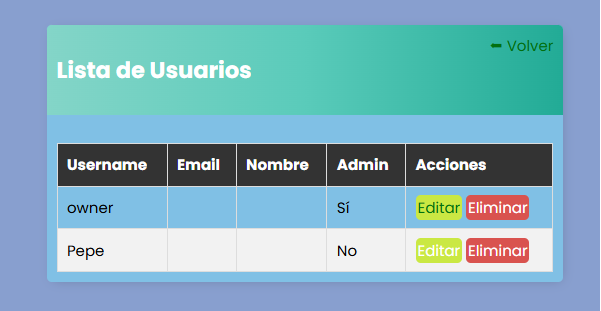 ⬅ Volver
Lista de Usuarios
Username Email Nombre Admin Acciones
owner Sí Editar Eliminar
Pepe No Editar Eliminar